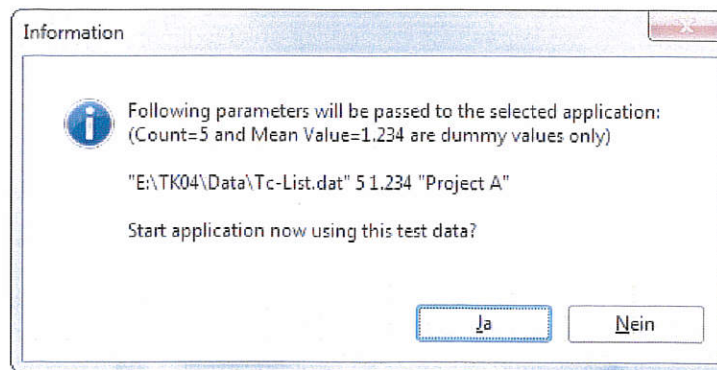 Information
Following parameters will be passed to the selected application:
(Count=5 and Mean Value=1.234 are dummy values only)
"E:\TK04\Data\Tc-List.dat" 5 1.234 "Project A"
Start application now using this test data?
Ja
Nein